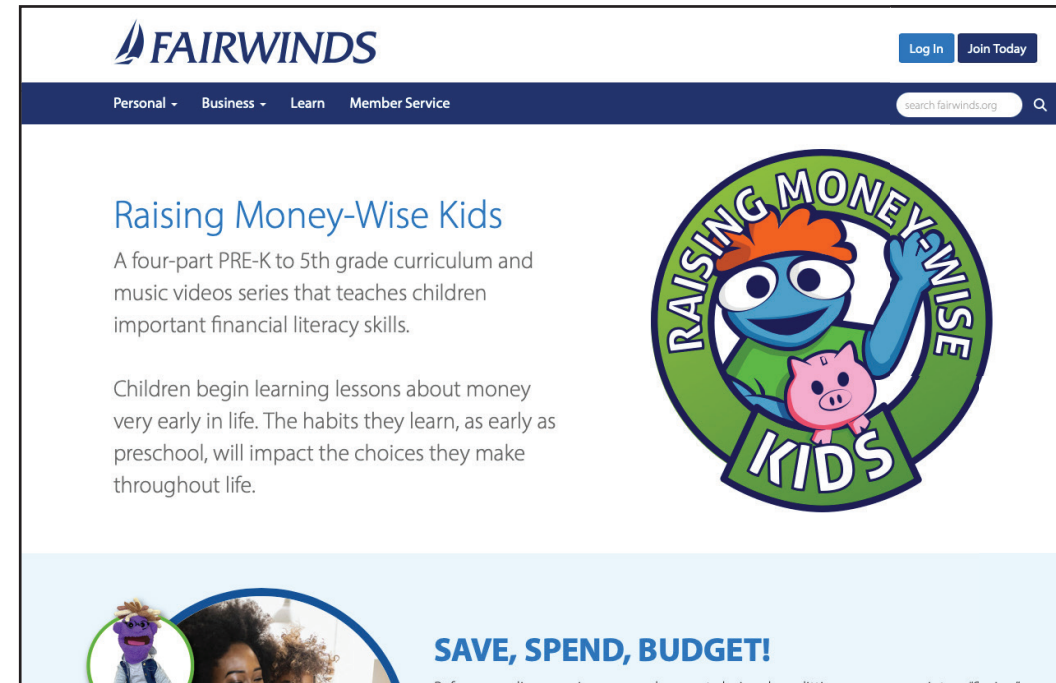 FAIRWINDS
Log In
Join Today
Personal
Business
Learn
Member Service
search fairwinds.org
Raising Money-Wise Kids
A four-part PRE-K to 5th grade curriculum and
music videos series that teaches children
important financial literacy skills.
Children begin learning lessons about money
very early in life. The habits they learn, as early as
preschool, will impact the choices they make
throughout life.
RAISING MONEY-WISE
KIDS
SAVE, SPEND, BUDGET!